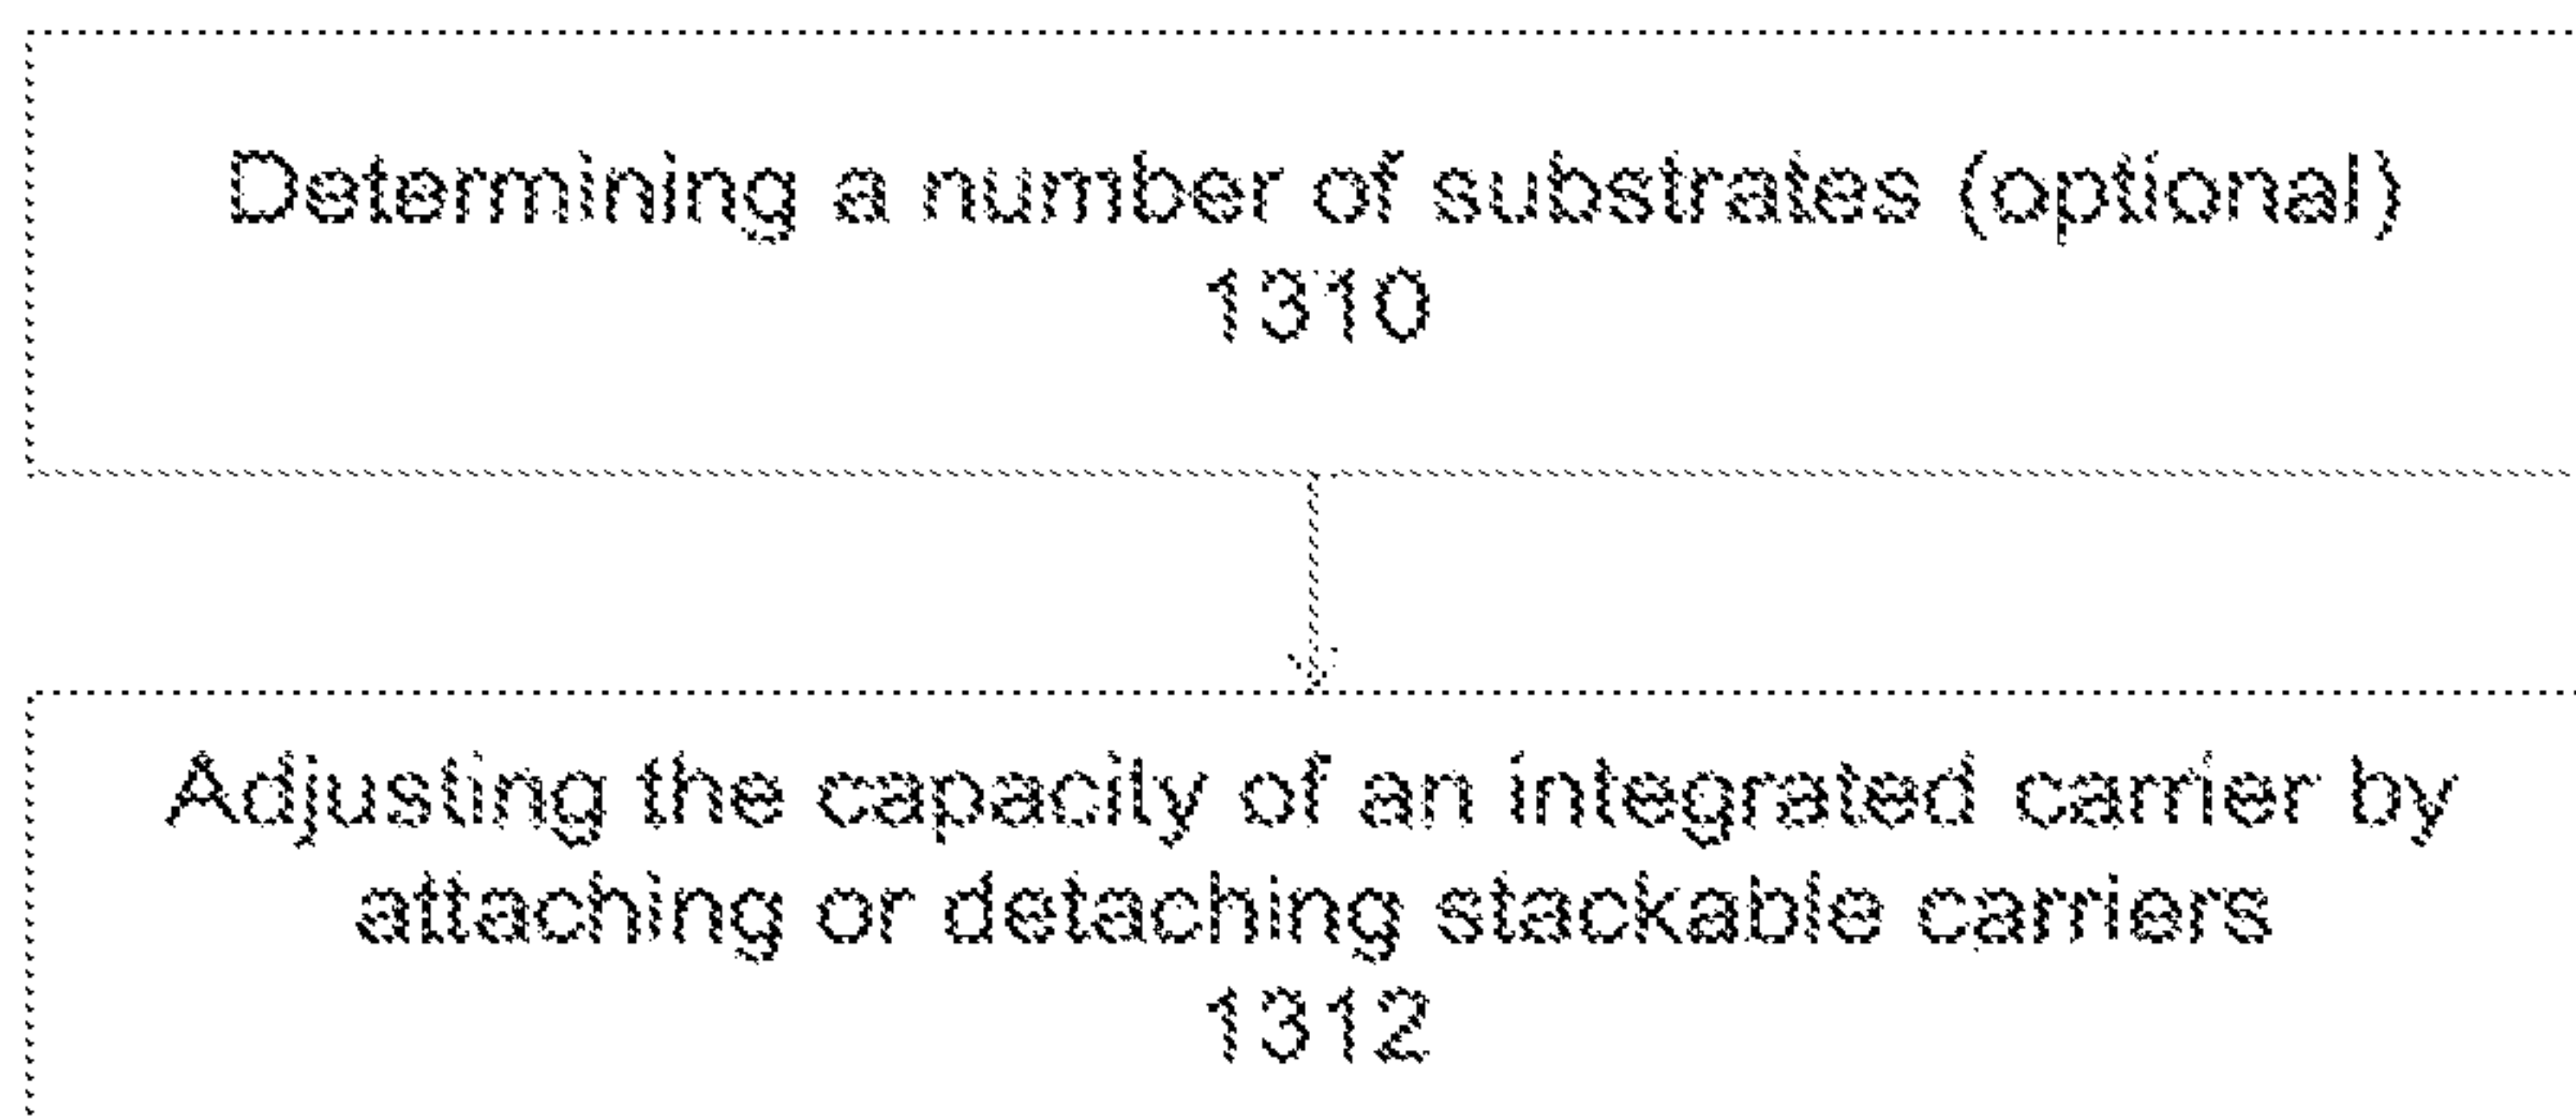 Determining a number of substrates (optional)
1310
Adjusting the capacity of an integrated carrier by
attaching or detaching stackable carriers
1312